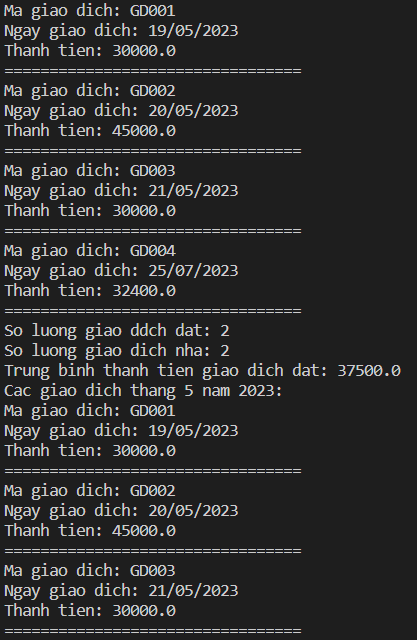 Ma giao dich: GD001
Ngay giao dich: 19/05/2023
Thanh tien: 30000.0
=================================
Ma giao dich: GD002
Ngay giao dich: 20/05/2023
Thanh tien: 45000.0
=================================
Ma giao dich: GD003
Ngay giao dich: 21/05/2023
Thanh tien: 30000.0
=================================
Ma giao dich: GD004
Ngay giao dich: 25/07/2023
Thanh tien: 32400.0
=================================
So luong giao ddch dat: 2
So luong giao dich nha: 2
Trung binh thanh tien giao dich dat: 37500.0
Cac giao dich thang 5 nam 2023:
Ma giao dich: GD001
Ngay giao dich: 19/05/2023
Thanh tien: 30000.0
=================================
Ma giao dich: GD002
Ngay giao dich: 20/05/2023
Thanh tien: 45000.0
=================================
Ma giao dich: GD003
Ngay giao dich: 21/05/2023
Thanh tien: 30000.0
=================================